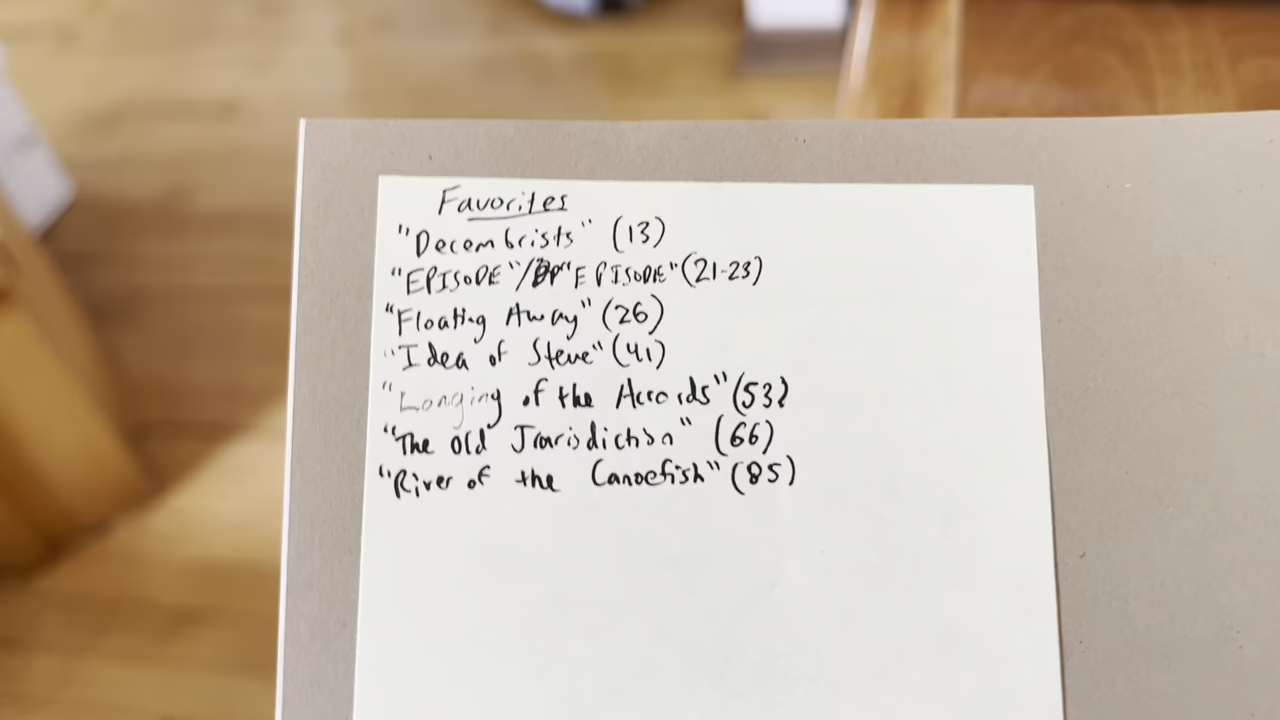 Favorites
"Decembrists" (13)
"EPISODE"/"EPISODE" (21-23)
"Floating Away" (26)
"Idea of Steve" (41)
"Longing of the Accords" (53)
"The Old Jurisdiction" (66)
"River of the Canoefish" (85)